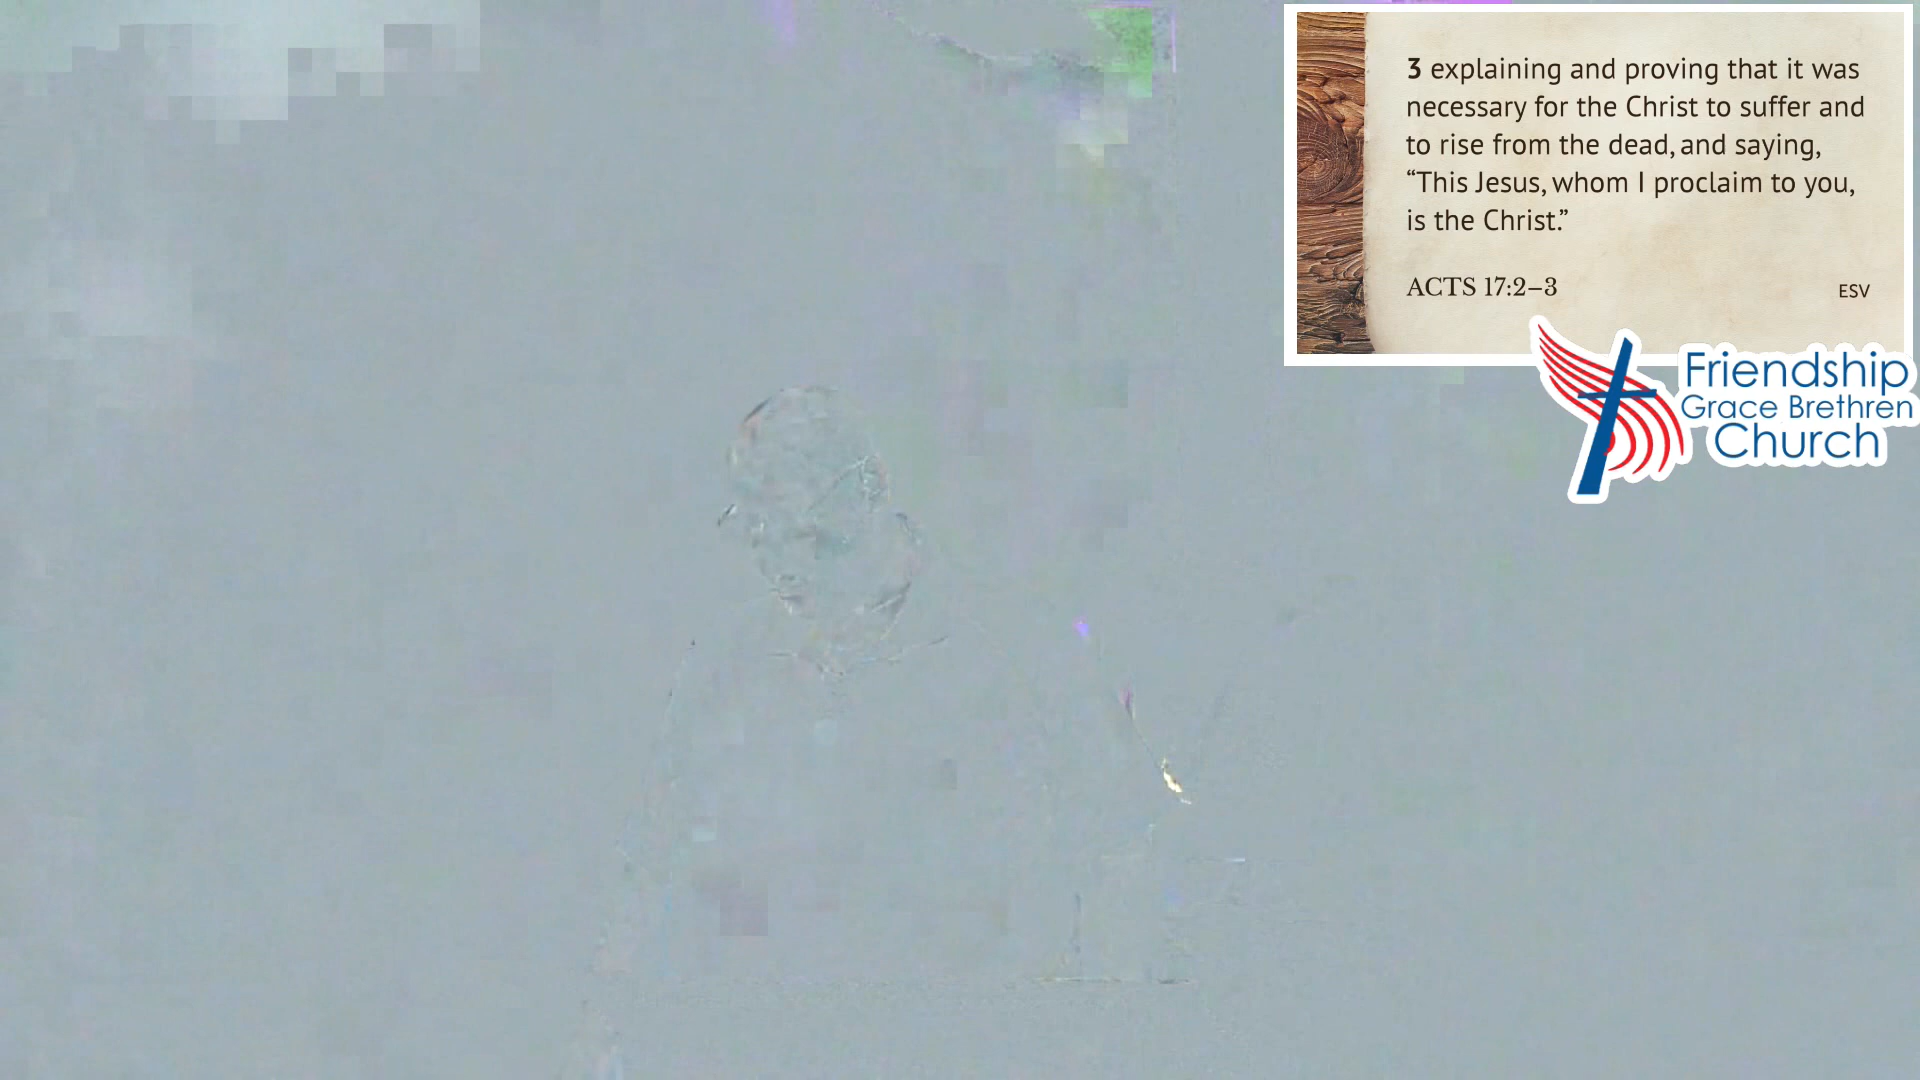 3 explaining and proving that it was
necessary for the Christ to suffer and
to rise from the dead, and saying,
“This Jesus, whom I proclaim to you,
is the Christ.”
ACTS 17:2–3
ESV
Friendship
Grace Brethren
Church